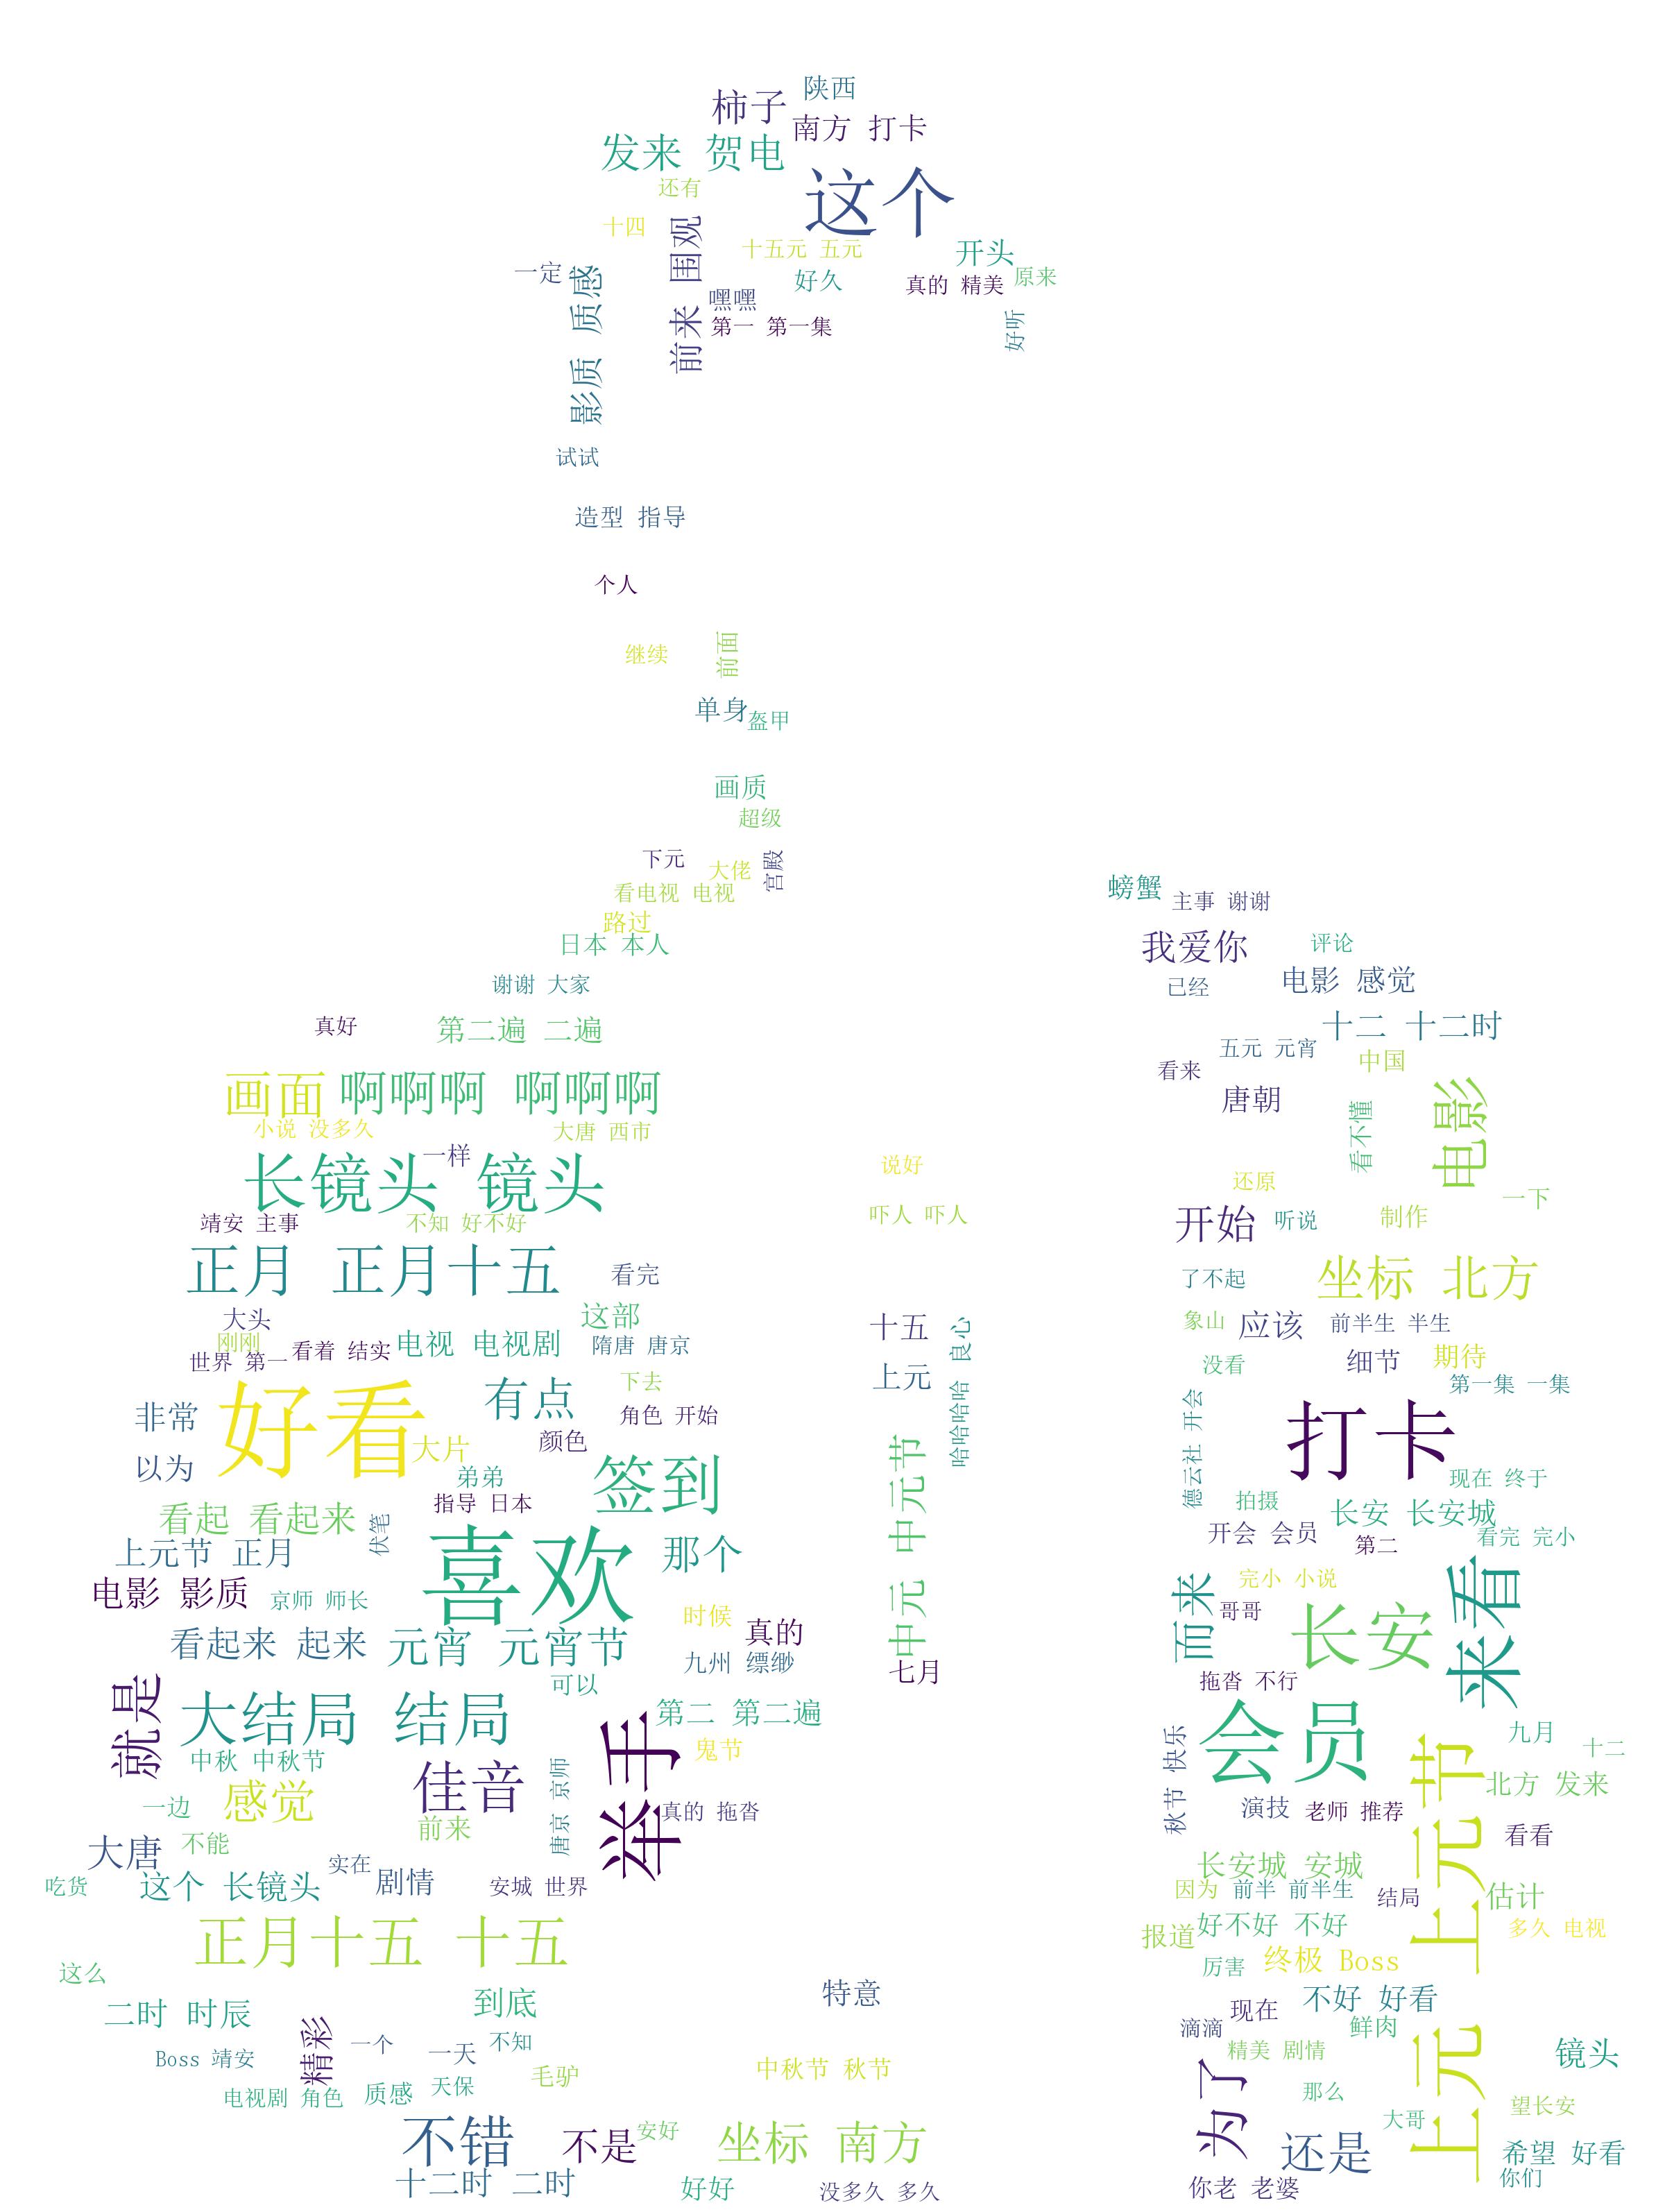 陕西
柿子
南方 打卡
发来 贺电
这个
还有
十四
前来 围观
十五元 五元
开头
一定
影质 质感
好久
真的 精美
原来
嘿嘿
第一 第一集
好听
试试
造型 指导
个人
继续
前面
单身
盔甲
画质
超级
下元
大佬
宫殿
看电视 电视
路过
日本 本人
螃蟹
主事 谢谢
我爱你
评论
谢谢 大家
已经
电影 感觉
真好
第二遍 二遍
十二 十二时
五元 元宵
中国
看来
唐朝
电影
画面
啊啊啊 啊啊啊
小说 没多久
大唐 西市
看不懂
长镜头 镜头
一样
说好
还原
一下
靖安 主事
不知 好不好
吓人 吓人
开始
听说
制作
正月 正月十五
看完
了不起
坐标 北方
大头
这部
十五
良心
象山
应该
前半生 半生
刚刚
世界 第一
看着 结实
电视 电视剧
隋唐 唐京
没看
细节
期待
上元
第一集 一集
好看
有点
下去
角色 开始
哈哈哈哈
德云社 开会
打卡
非常
大片
颜色
以为
弟弟
签到
中元 中元节
现在 终于
指导 日本
拍摄
长安 长安城
看起 看起来
伏笔
开会 会员
第二
看完 完小
上元节 正月
喜欢
那个
来看
电影 影质
京师 师长
而来
完小 小说
哥哥
长安
时候
真的
看起来 起来
元宵 元宵节
九州 缥缈
七月
拖沓 不行
可以
就是
大结局 结局
第二 第二遍
举手
会员
九月
十二
中秋 中秋节
鬼节
秋节 快乐
上元 上元节
北方 发来
感觉
佳音
唐京 京师
一边
前来
真的 拖沓
演技
老师 推荐
看看
大唐
不能
实在
剧情
长安城 安城
吃货
这个 长镜头
安城 世界
因为
前半 前半生
结局
估计
正月十五 十五
报道
好不好 不好
多久 电视
厉害
终极 Boss
这么
特意
不好 好看
二时 时辰
到底
现在
滴滴
鲜肉
精彩
一个
一天
不知
精美 剧情
镜头
Boss 靖安
毛驴
中秋节 秋节
电视剧 角色
质感
天保
为了
那么
望长安
大哥
不错
不是
安好
坐标 南方
还是
希望 好看
十二时 二时
好好
没多久 多久
你老 老婆
你们